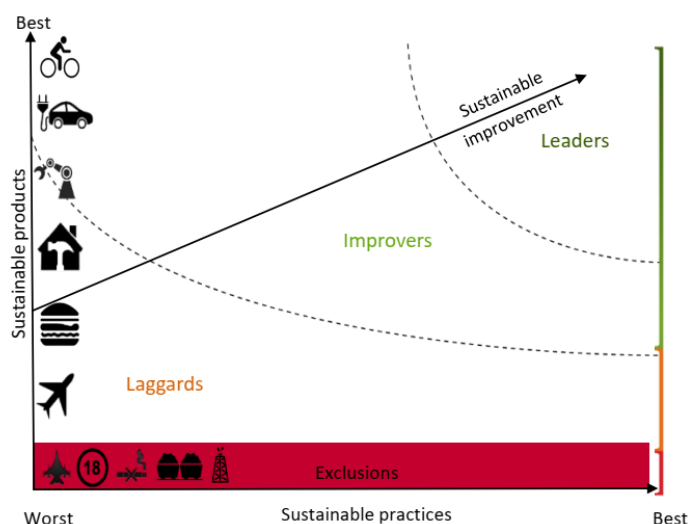 Best
Sustainable products
Sustainable
improvement
Leaders
Improvers
Laggards
18
Exclusions
Worst
Sustainable practices
Best